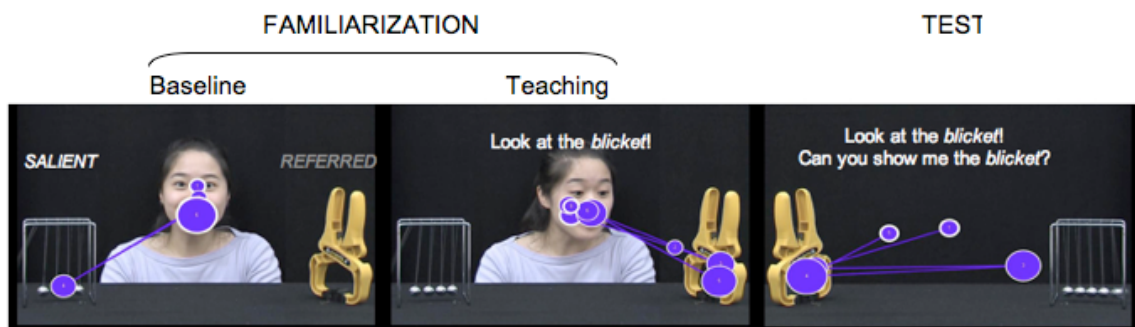 FAMILIARIZATION
TEST
Baseline
Teaching
SALIENT
REFERRED
Look at the blicket!
Look at the blicket!
Can you show me the blicket?